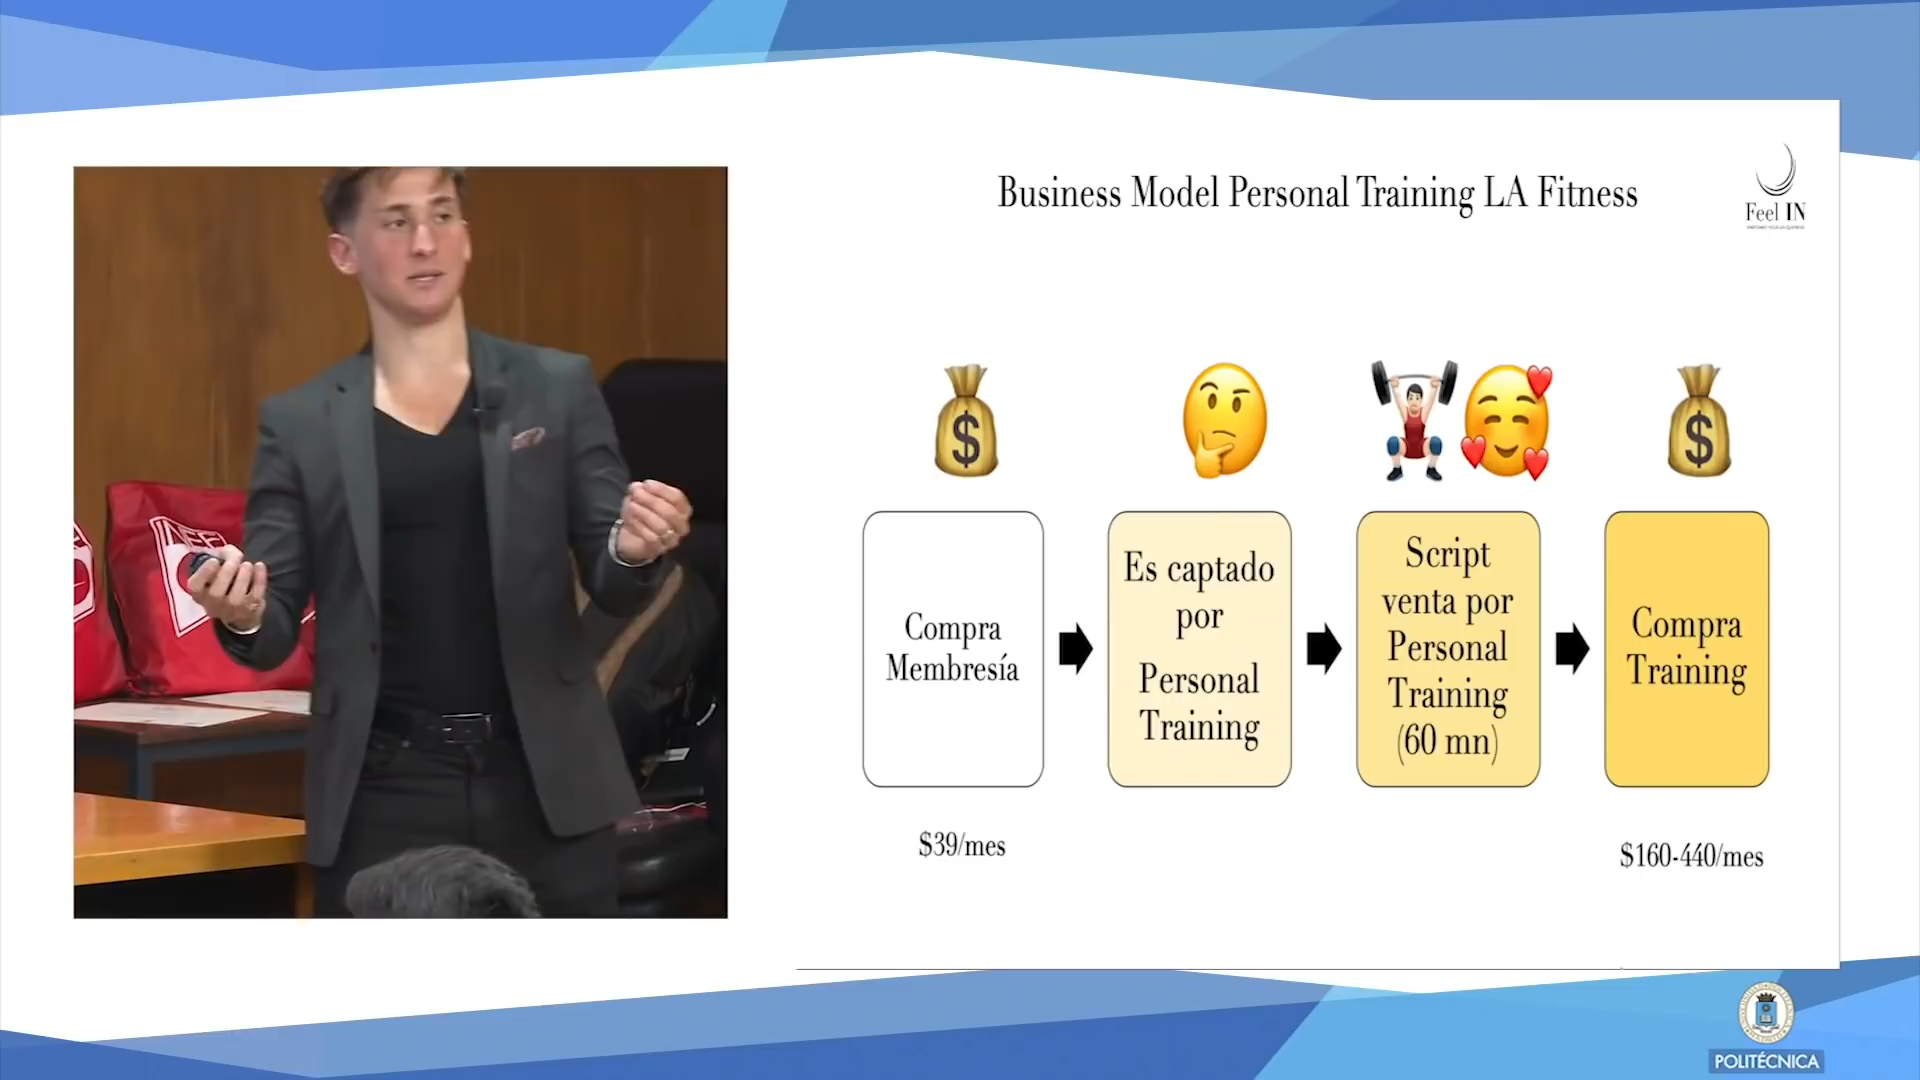 Business Model Personal Training LA Fitness
Feel IN
Compra
Membresía
Es captado
por
Personal
Training
Script
venta por
Personal
Training
(60 mn)
Compra
Training
$39/mes
$160-440/mes
POLITÉCNICA